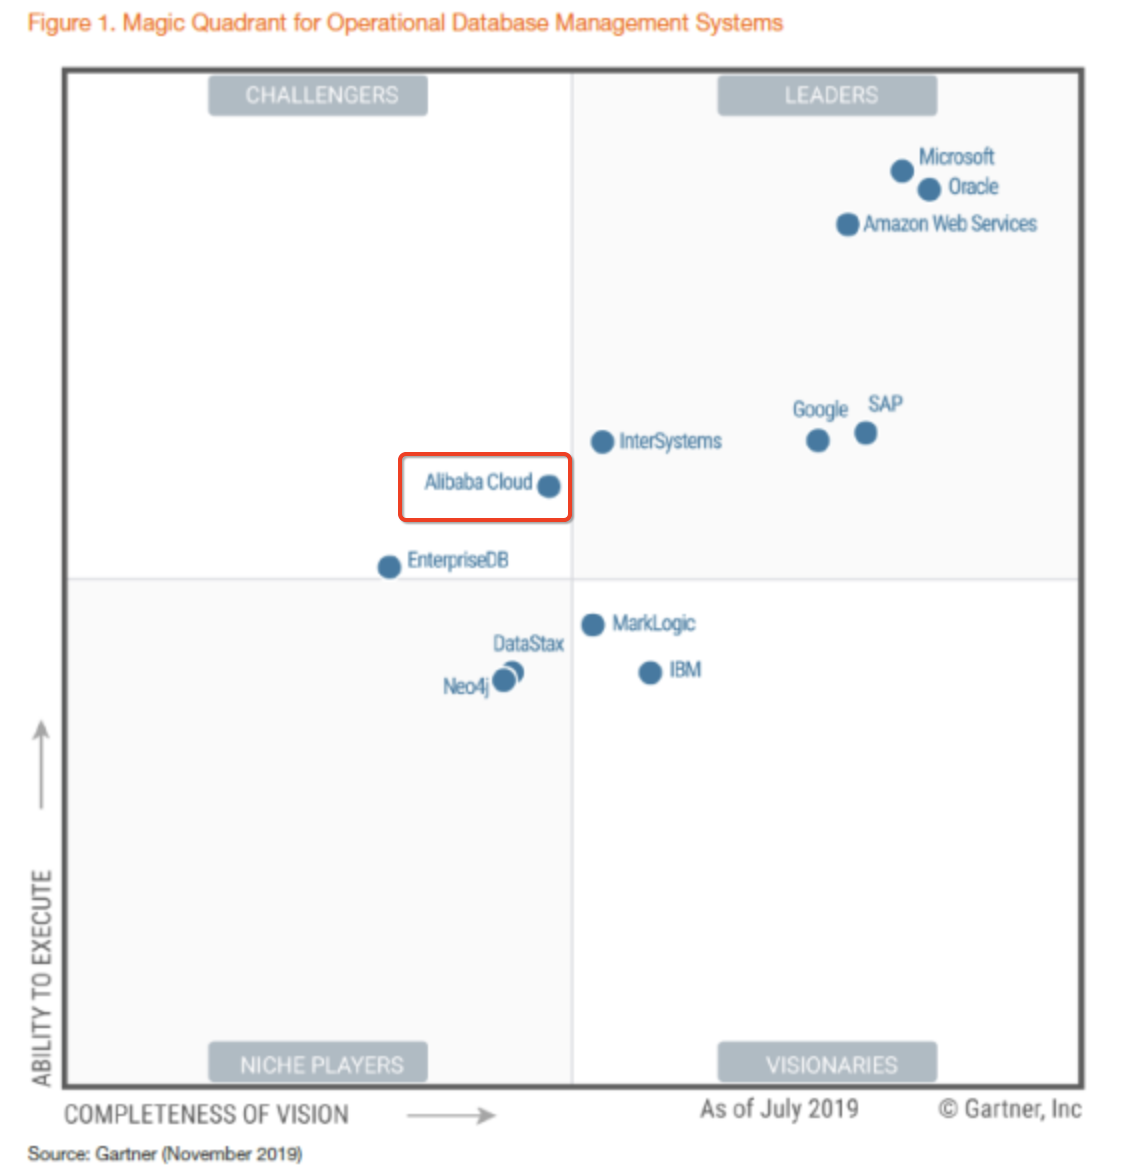 Figure 1. Magic Quadrant for Operational Database Management Systems
CHALLENGERS
LEADERS
Microsoft
Oracle
Amazon Web Services
Google
SAP
InterSystems
Alibaba Cloud
EnterpriseDB
MarkLogic
DataStax
IBM
Neo4j
ABILITY TO EXECUTE
NICHE PLAYERS
VISIONARIES
COMPLETENESS OF VISION
As of July 2019
© Gartner, Inc
Source: Gartner (November 2019)